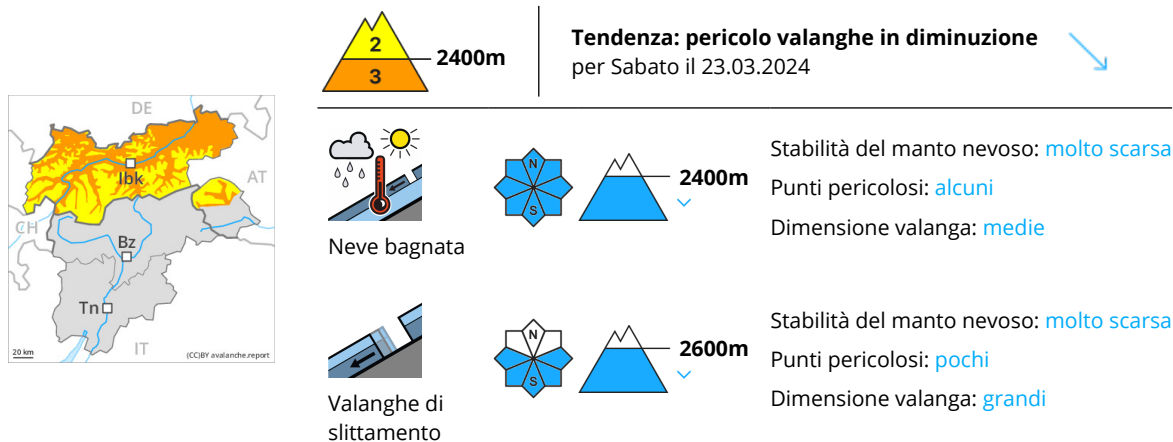 2
3
2400m
Tendenza: pericolo valanghe in diminuzione
per Sabato il 23.03.2024
DE
Ibk
AT
CH
Bz
Tn
IT
20 km
(CC)BY avalanche.report
N
S
2400m
Neve bagnata
Stabilità del manto nevoso: molto scarsa
Punti pericolosi: alcuni
Dimensione valanga: medie
N
S
2600m
Valanghe di
slittamento
Stabilità del manto nevoso: molto scarsa
Punti pericolosi: pochi
Dimensione valanga: grandi